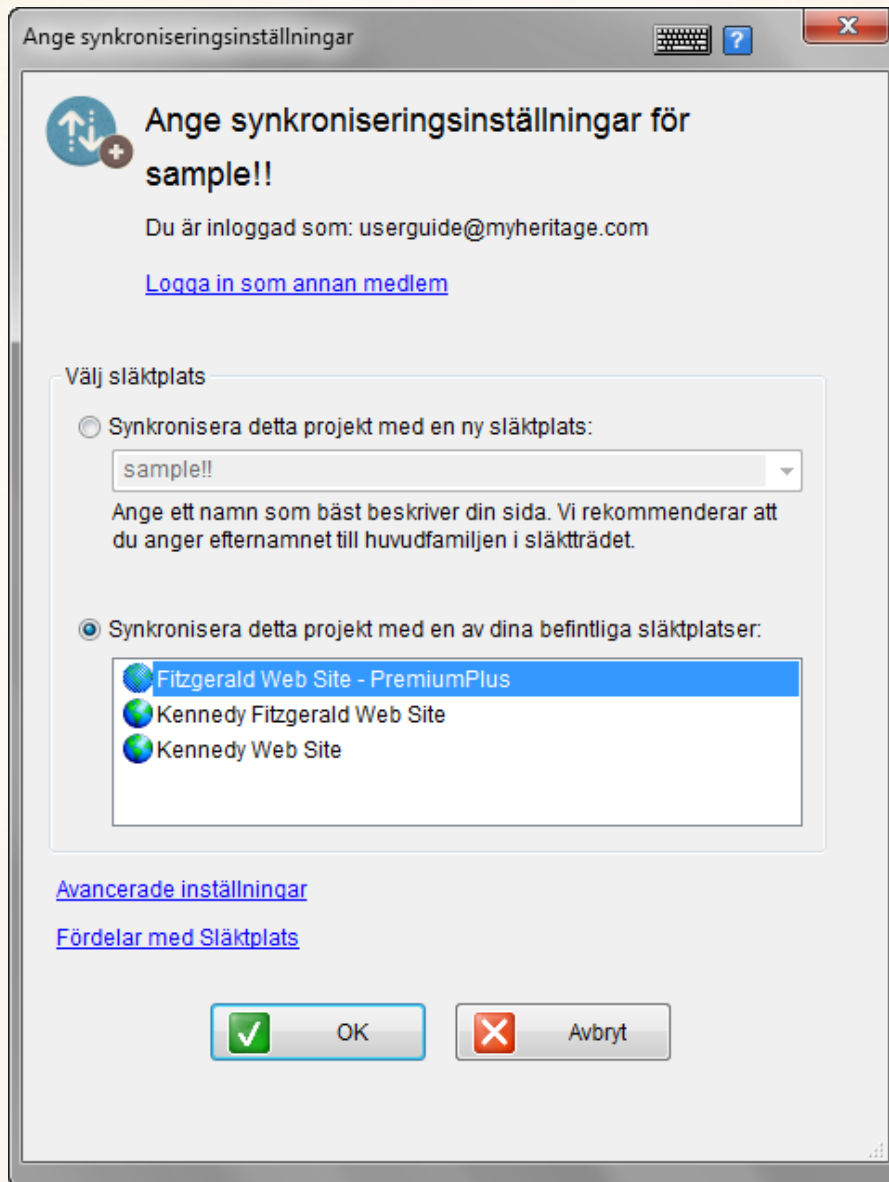 Ange synkroniseringsinställningar
?
X
Ange synkroniseringsinställningar för
sample!!
Du är inloggad som: userguide@myheritage.com
Logga in som annan medlem
Välj släktplats
Synkronisera detta projekt med en ny släktplats:
sample!!
Ange ett namn som bäst beskriver din sida. Vi rekommenderar att
du anger efternamnet till huvudfamiljen i släktträdet.
Synkronisera detta projekt med en av dina befintliga släktplatser:
Fitzgerald Web Site - PremiumPlus
Kennedy Fitzgerald Web Site
Kennedy Web Site
Avancerade inställningar
Fördelar med Släktplats
OK
Avbryt